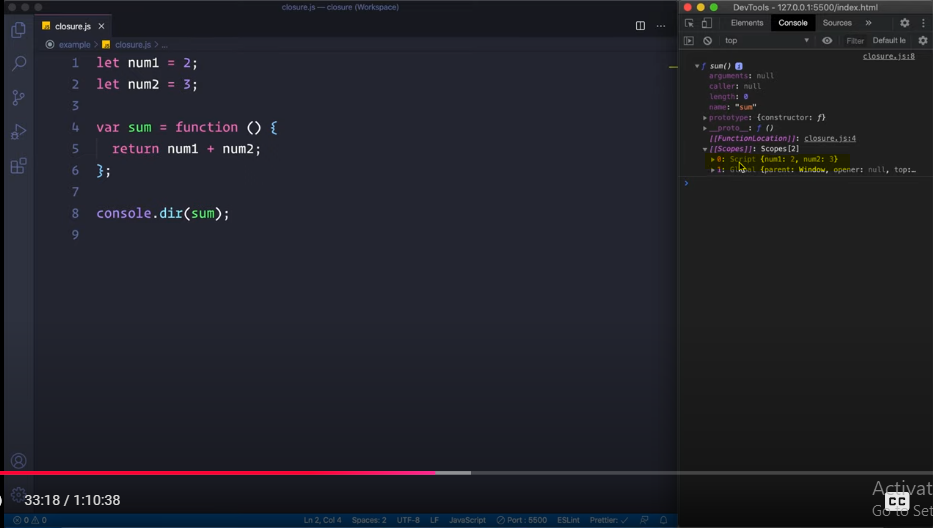 closure.js — closure (Workspace)
DevTools - 127.0.0.1:5500/index.html
closure.js
example > closure.js > ...
Elements Console Sources »
top Filter Default le
1 let num1 = 2;
2 let num2 = 3;
3
4 var sum = function () {
5 return num1 + num2;
6 };
7
8 console.dir(sum);
9
closure.js:8
ƒ sum() i
arguments: null
caller: null
length: 0
name: "sum"
prototype: {constructor: ƒ}
__proto__: ƒ ()
[[FunctionLocation]]: closure.js:4
[[Scopes]]: Scopes[2]
0: Script {num1: 2, num2: 3}
1: Global {parent: Window, opener: null, top:…
33:18 / 1:10:38
Activat
CC
Go to Set
0 0 Ln 2, Col 4 Spaces: 2 UTF-8 LF JavaScript Port : 5500 ESLint Prettier: ✓